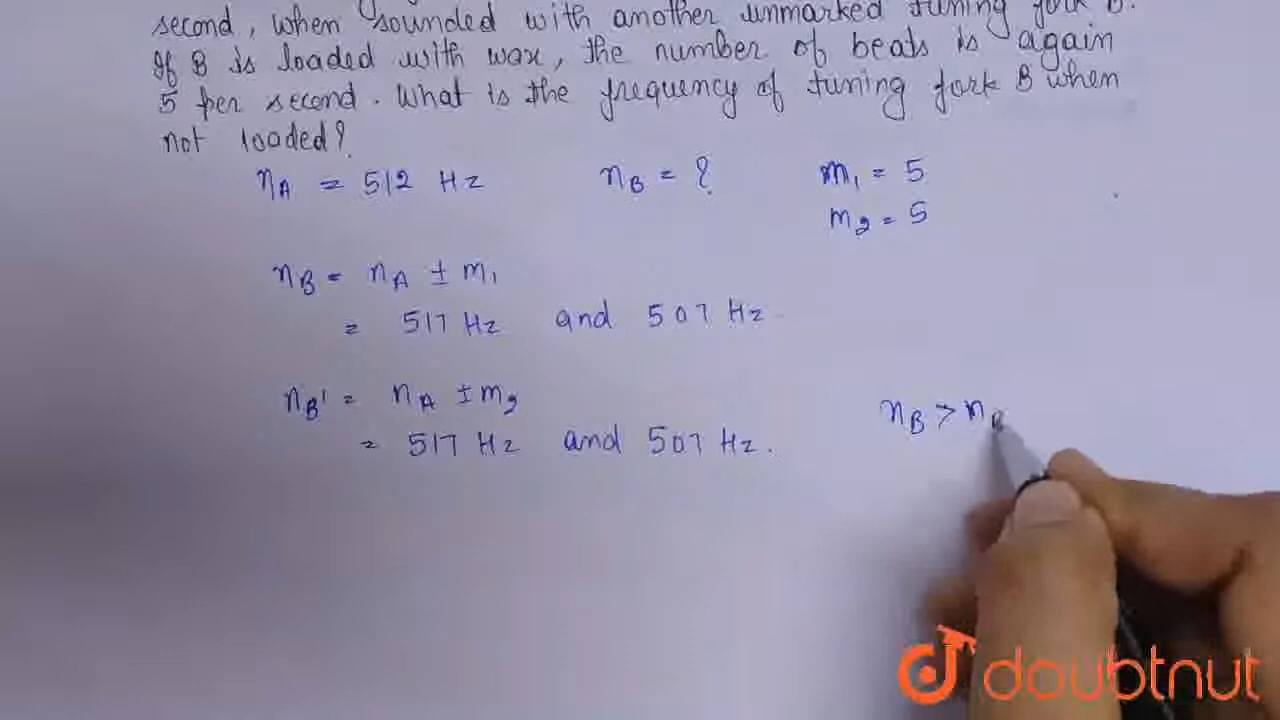 second, when sounded with another unmarked tuning fork B.
If B is loaded with wax, the number of beats is again
5 per second. What is the frequency of tuning fork B when
not loaded?
nA = 512 Hz nB = ? m1 = 5
m2 = 5
nB = nA ± m1
= 517 Hz and 507 Hz.
nB' = nA ± m2
= 517 Hz and 507 Hz.
nB > nB
doubtnut